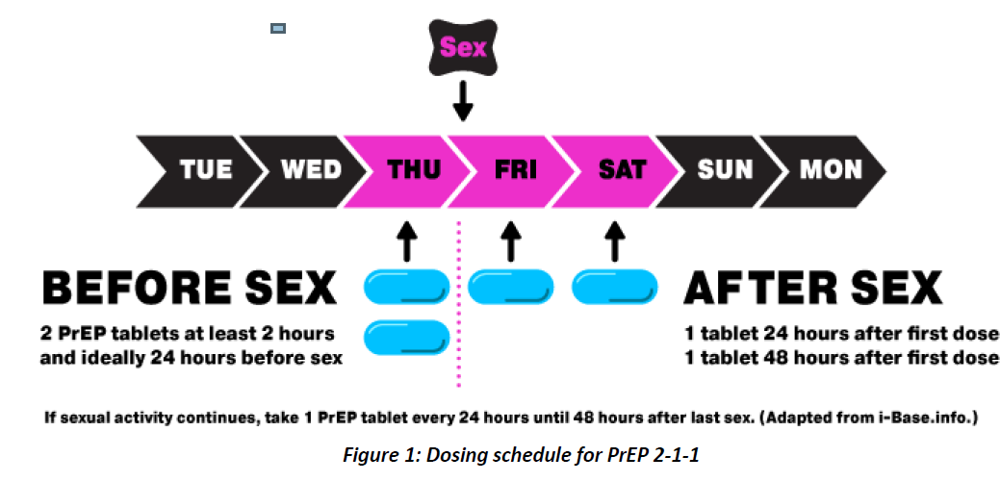 Sex
TUE WED THU FRI SAT SUN MON
BEFORE SEX
2 PrEP tablets at least 2 hours
and ideally 24 hours before sex
AFTER SEX
1 tablet 24 hours after first dose
1 tablet 48 hours after first dose
If sexual activity continues, take 1 PrEP tablet every 24 hours until 48 hours after last sex. (Adapted from i-Base.info.)
Figure 1: Dosing schedule for PrEP 2-1-1